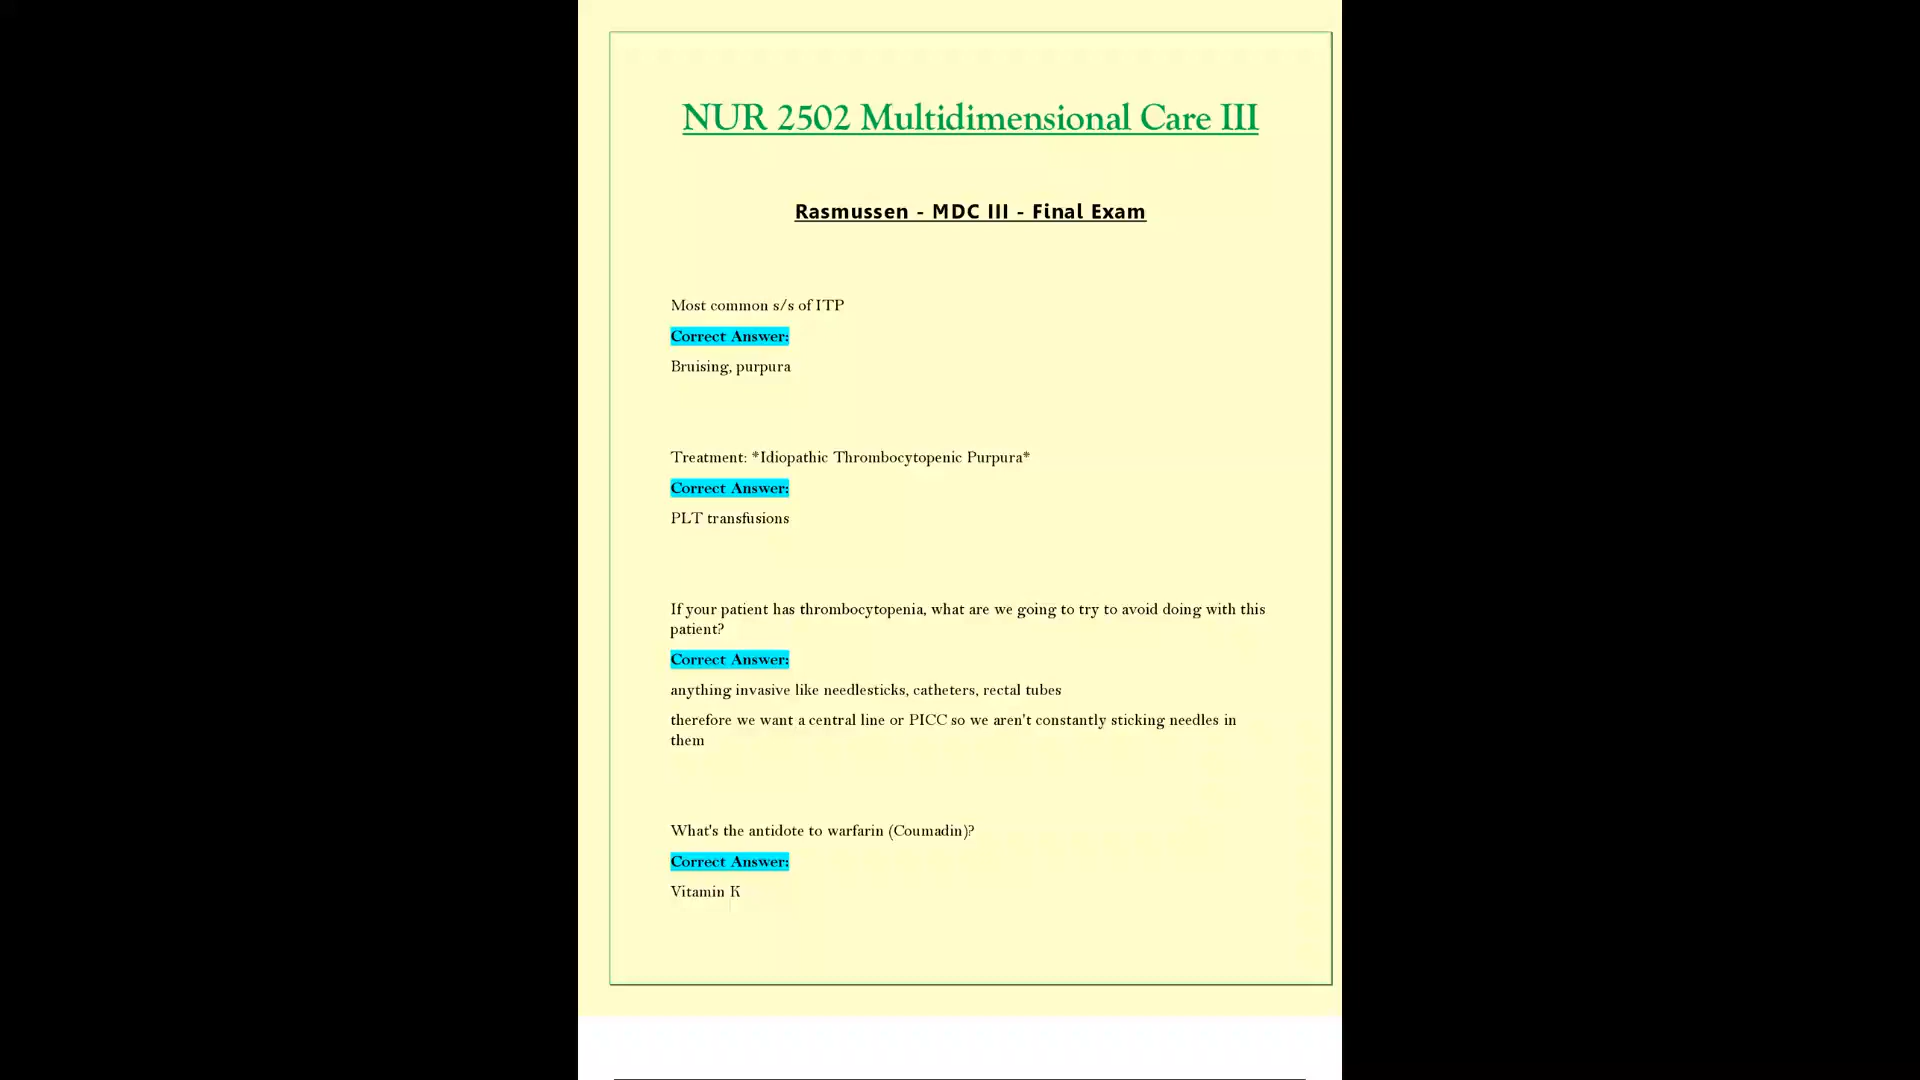 NUR 2502 Multidimensional Care III
Rasmussen - MDC III - Final Exam
Most common s/s of ITP
Correct Answer:
Bruising, purpura
Treatment: *Idiopathic Thrombocytopenic Purpura*
Correct Answer:
PLT transfusions
If your patient has thrombocytopenia, what are we going to try to avoid doing with this
patient?
Correct Answer:
anything invasive like needlesticks, catheters, rectal tubes
therefore we want a central line or PICC so we aren't constantly sticking needles in
them
What's the antidote to warfarin (Coumadin)?
Correct Answer:
Vitamin K